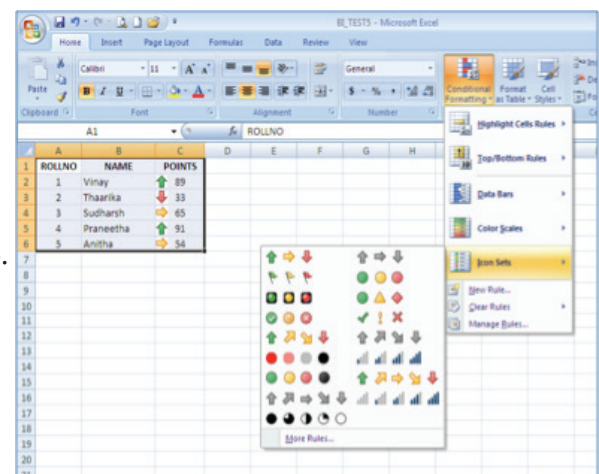 EI_TEST5 - Microsoft Excel
Home Insert Page Layout Formulas Data Review View
Calibri 11 A A General
Paste B I U A $ % , Conditional Formatting Format as Table Cell Styles
Clipboard Font Alignment Number
A1 fx ROLLNO
A B C D E F G H
1 ROLLNO NAME POINTS
2 1 Vinay 89
3 2 Thaarika 33
4 3 Sudharsh 65
5 4 Praneetha 91
6 5 Anitha 54
7
8
9
10
11
12
13
14
15
16
17
18
19
20
Highlight Cells Rules
Top/Bottom Rules
Data Bars
Color Scales
Icon Sets
New Rule...
Clear Rules
Manage Rules...
More Rules...